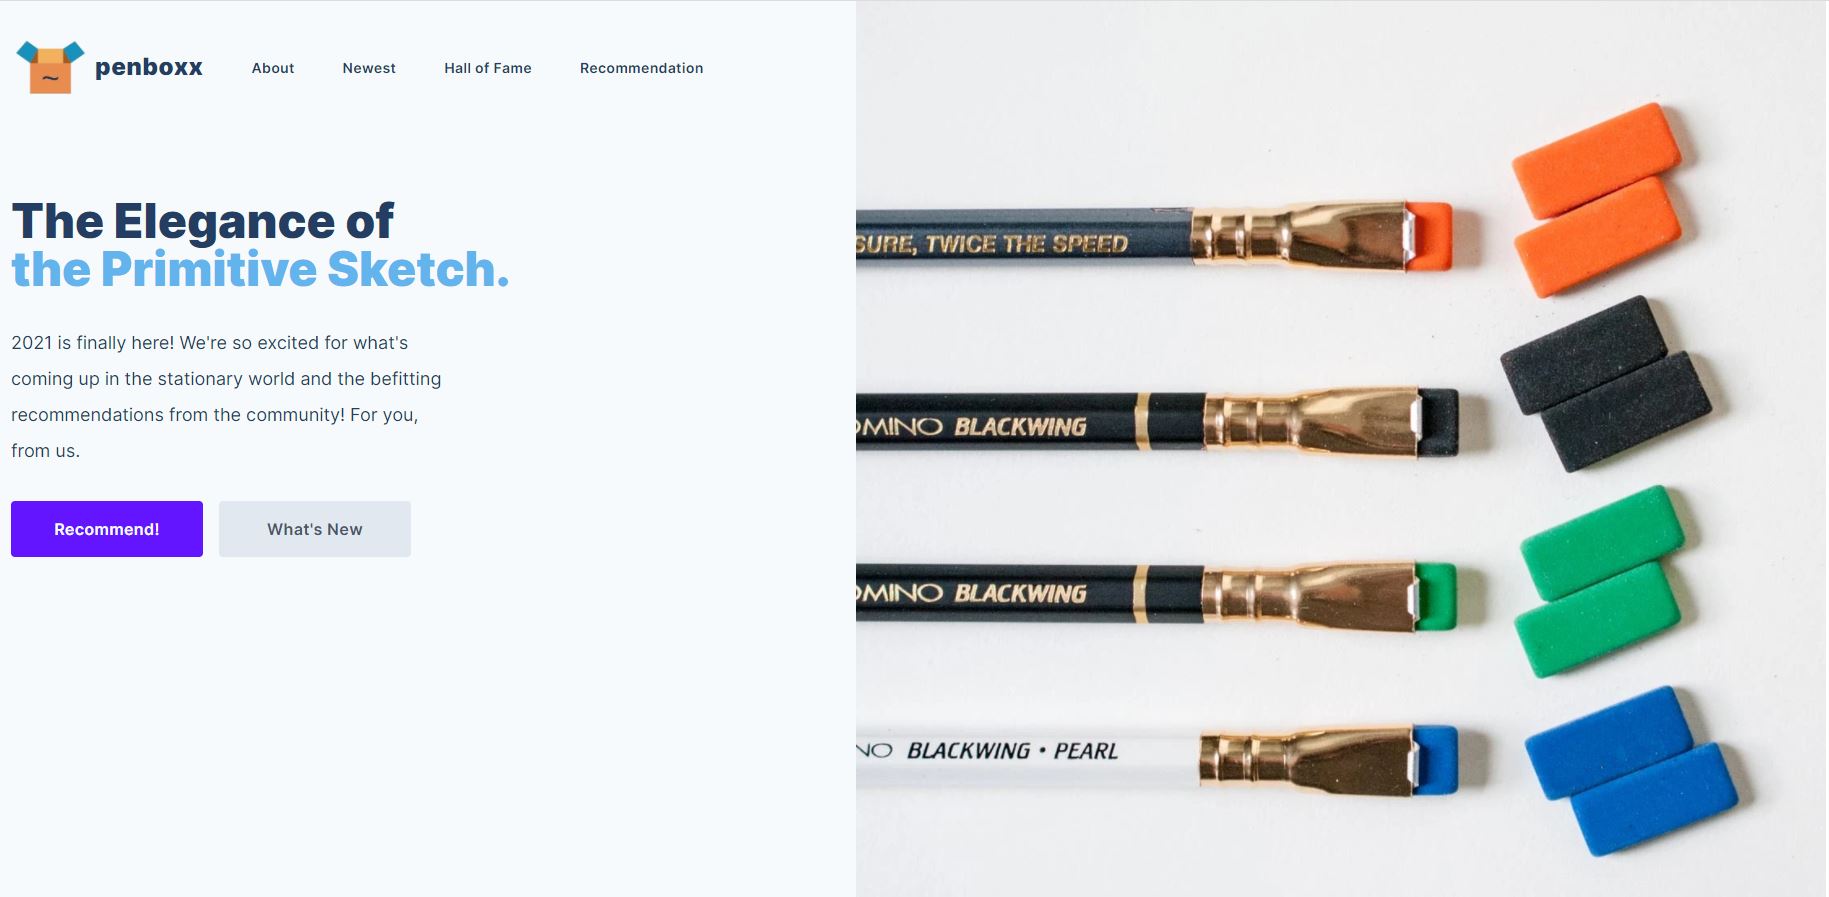 penboxx
About
Newest
Hall of Fame
Recommendation
The Elegance of
the Primitive Sketch.
2021 is finally here! We're so excited for what's
coming up in the stationary world and the befitting
recommendations from the community! For you,
from us.
Recommend!
What's New
SURE, TWICE THE SPEED
OMINO BLACKWING
OMINO BLACKWING
NO BLACKWING • PEARL